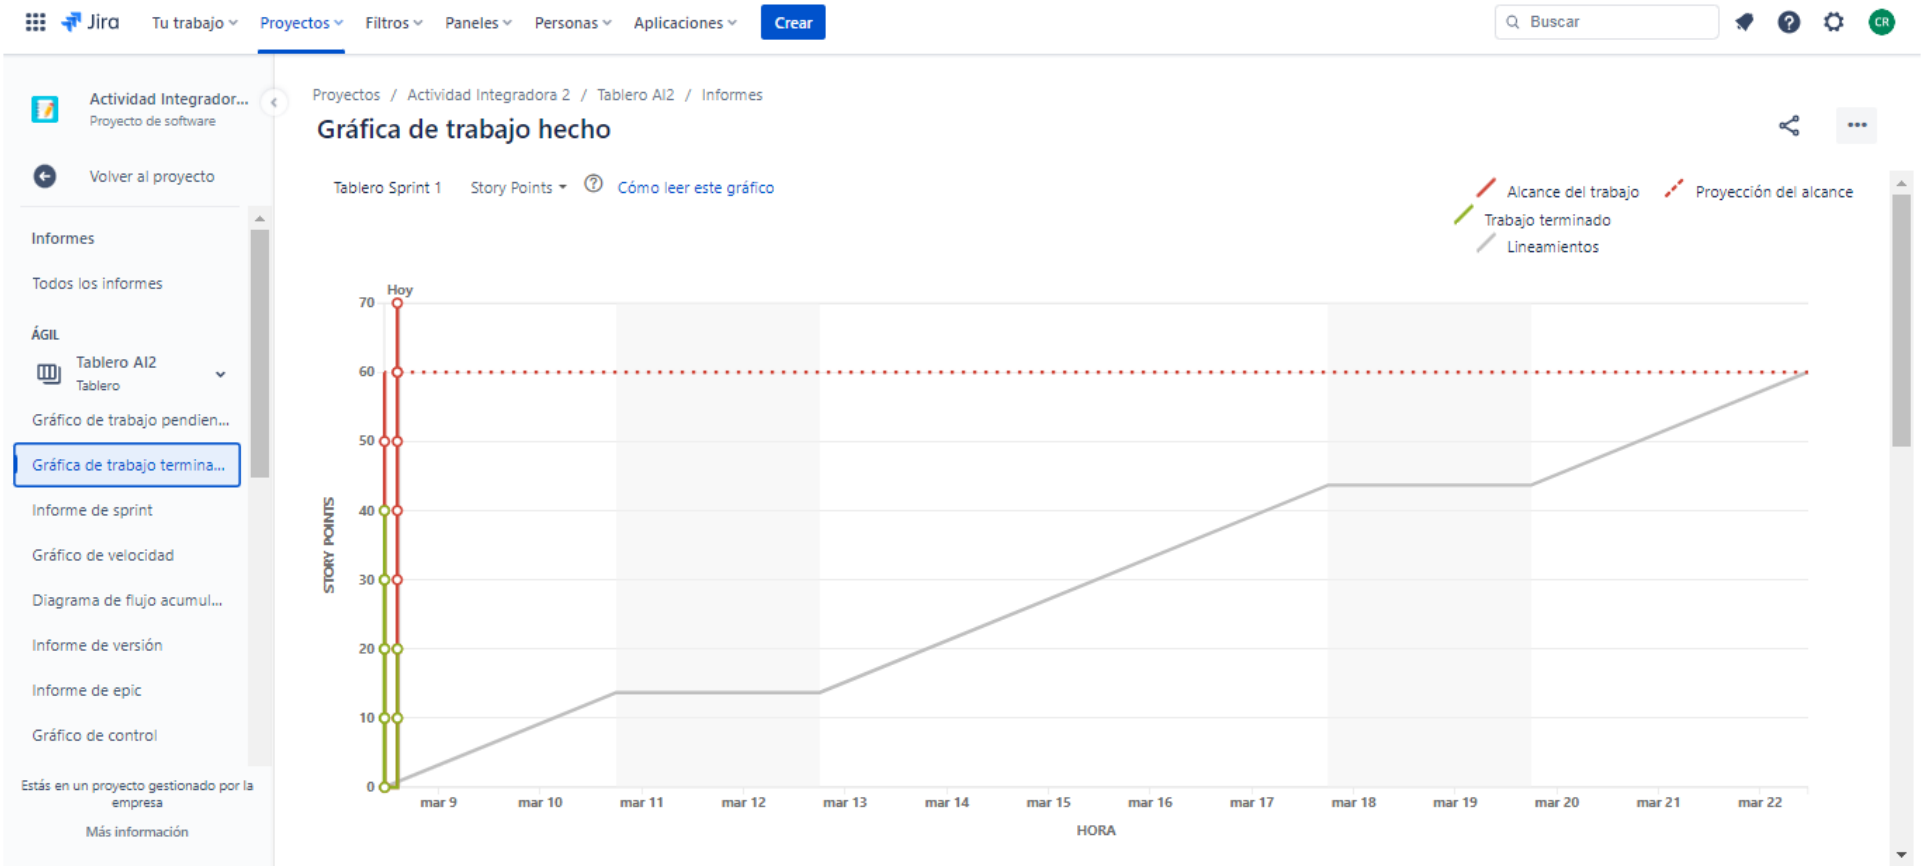 Jira Tu trabajo Proyectos Filtros Paneles Personas Aplicaciones Crear Buscar CR
Actividad Integrador...
Proyecto de software
Volver al proyecto
Informes
Todos los informes
ÁGIL
Tablero AI2
Tablero
Gráfico de trabajo pendien...
Gráfica de trabajo termina...
Informe de sprint
Gráfico de velocidad
Diagrama de flujo acumul...
Informe de versión
Informe de epic
Gráfico de control
Estás en un proyecto gestionado por la
empresa
Más información
Proyectos / Actividad Integradora 2 / Tablero AI2 / Informes
Gráfica de trabajo hecho
Tablero Sprint 1 Story Points Cómo leer este gráfico
Alcance del trabajo Proyección del alcance
Trabajo terminado
Lineamientos
Hoy
70
60
50
40
30
20
10
0
STORY POINTS
mar 9 mar 10 mar 11 mar 12 mar 13 mar 14 mar 15 mar 16 mar 17 mar 18 mar 19 mar 20 mar 21 mar 22
HORA